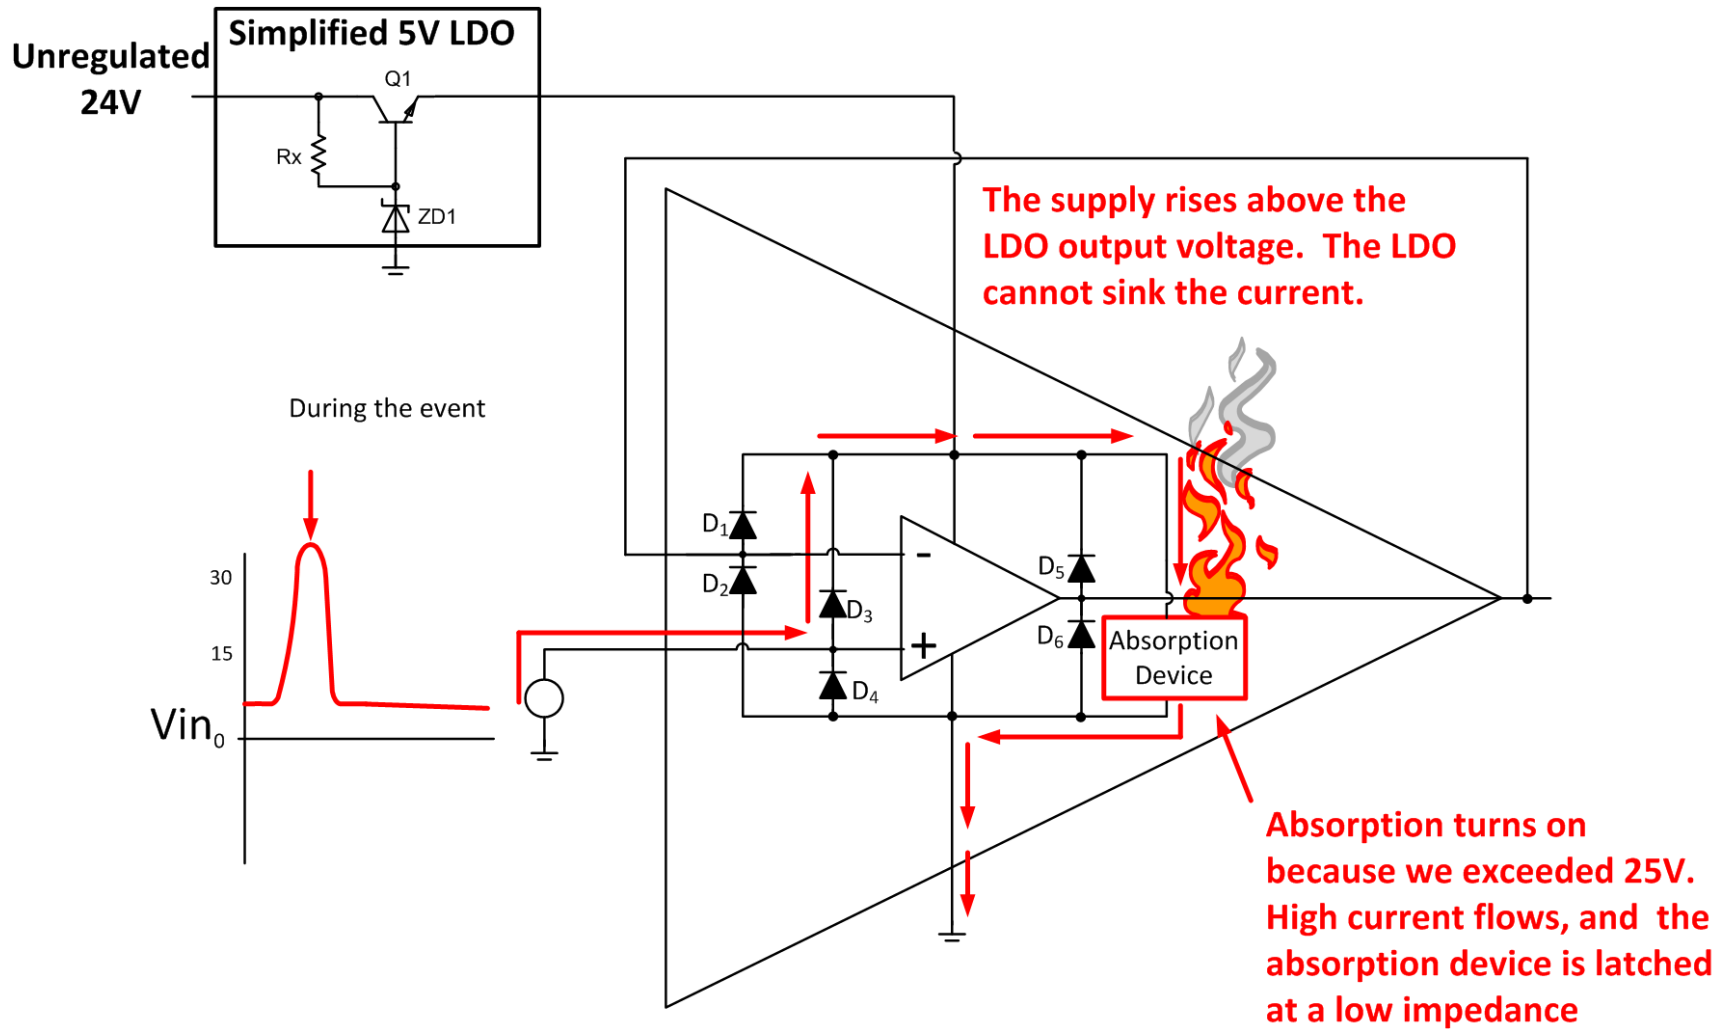 Simplified 5V LDO
Unregulated
24V
Q1
Rx
ZD1
The supply rises above the
LDO output voltage.  The LDO
cannot sink the current.
During the event
30
15
Vin0
D1
D2
D3
D4
D5
D6
-
+
Absorption
Device
Absorption turns on
because we exceeded 25V.
High current flows, and  the
absorption device is latched
at a low impedance